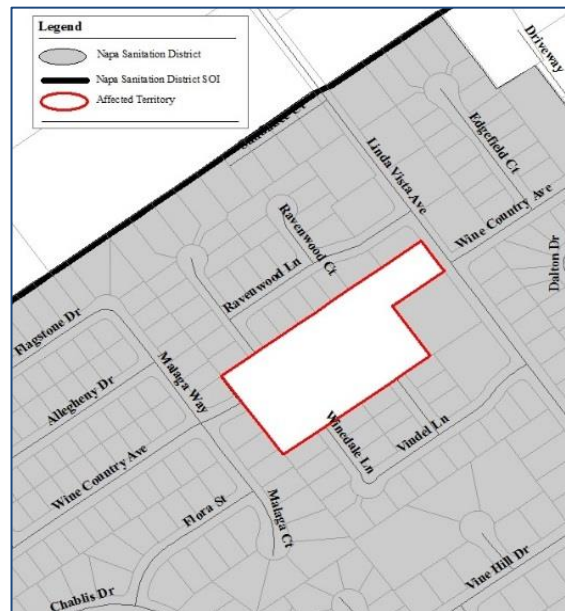 Legend
Napa Sanitation District
Napa Sanitation District SOI
Affected Territory
Driveway
Edgefield Ct
Linda Vista Ave
Wine Country Ave
Dalton Dr
Ravenwood Ct
Ravenwood Ln
Flagstone Dr
Malaga Way
Allegheny Dr
Wine Country Ave
Winedale Ln
Vindel Ln
Flora St
Malaga Ct
Vine Hill Dr
Chablis Dr